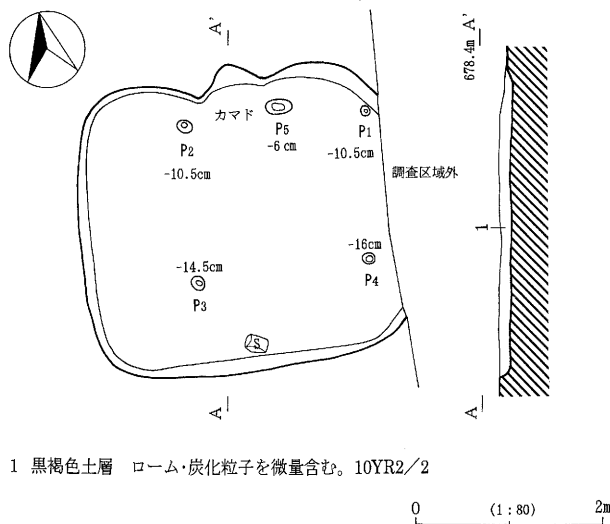 A'
678.4m A'
カマド
P5
-6cm
P1
-10.5cm
P2
-10.5cm
調査区域外
1
-14.5cm
P3
-16cm
P4
S
A
A
1 黒褐色土層 ローム・炭化粒子を微量含む。10YR2/2
0 (1:80) 2m